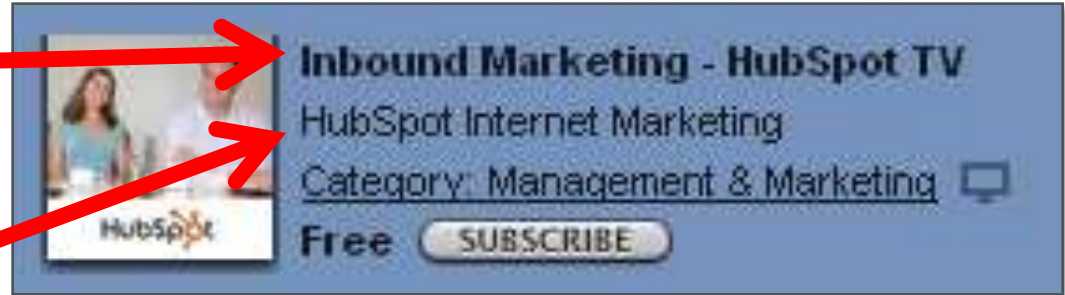 Inbound Marketing - HubSpot TV
HubSpot Internet Marketing
Category: Management & Marketing
Free SUBSCRIBE
HubSpot